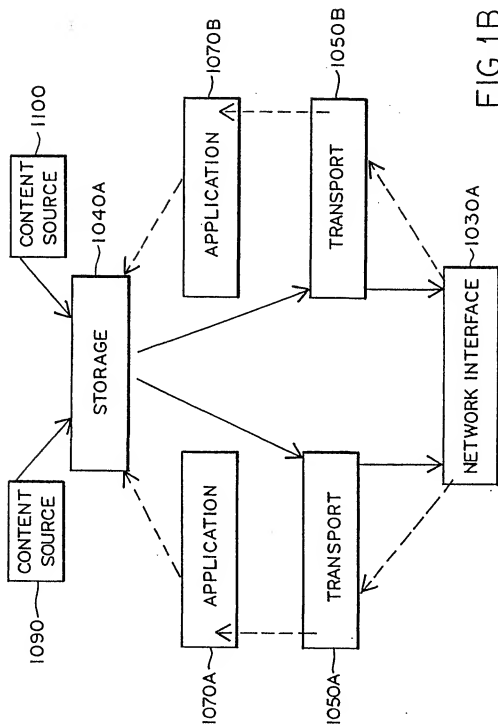 1090
CONTENT
SOURCE
CONTENT
SOURCE
1100
STORAGE
1040A
1070A
APPLICATION
APPLICATION
1070B
1050A
TRANSPORT
TRANSPORT
1050B
NETWORK INTERFACE
1030A
FIG. 1B